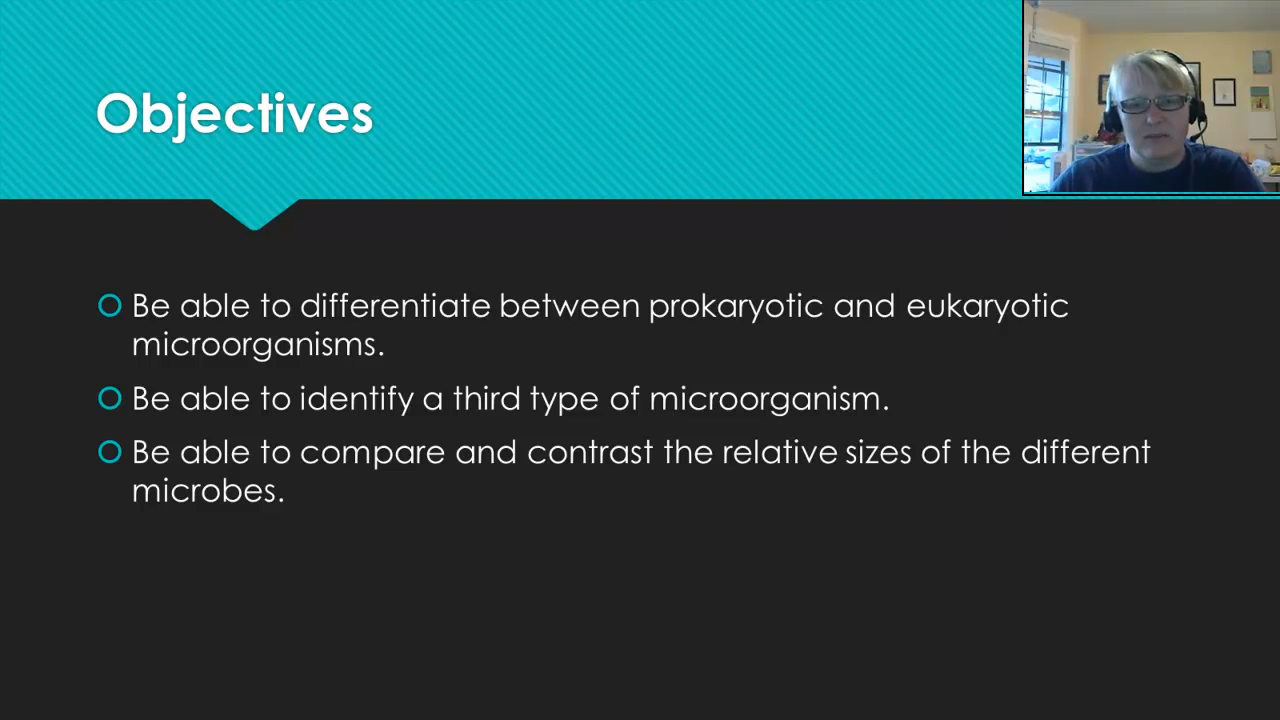 Objectives
Be able to differentiate between prokaryotic and eukaryotic
microorganisms.
Be able to identify a third type of microorganism.
Be able to compare and contrast the relative sizes of the different
microbes.